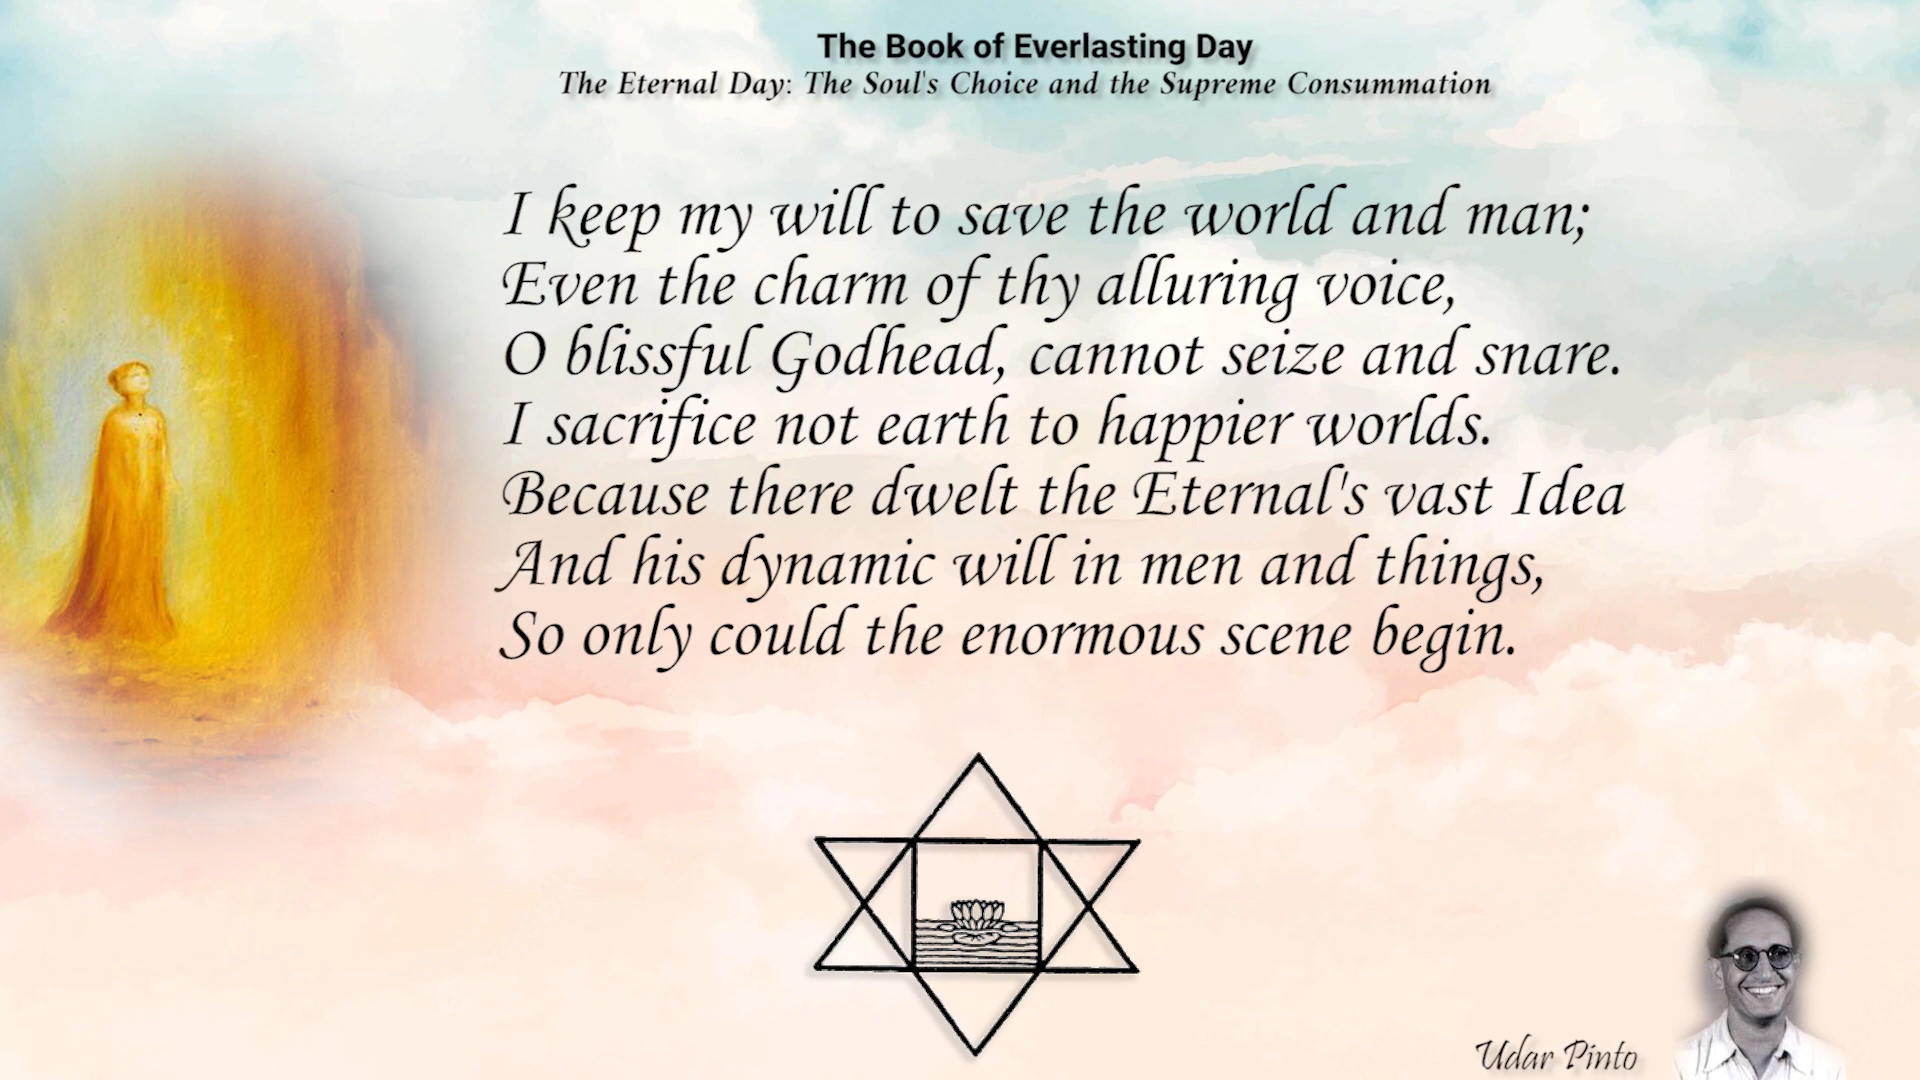 The Book of Everlasting Day
The Eternal Day: The Soul's Choice and the Supreme Consummation
I keep my will to save the world and man;
Even the charm of thy alluring voice,
O blissful Godhead, cannot seize and snare.
I sacrifice not earth to happier worlds.
Because there dwelt the Eternal's vast Idea
And his dynamic will in men and things,
So only could the enormous scene begin.
Udar Pinto